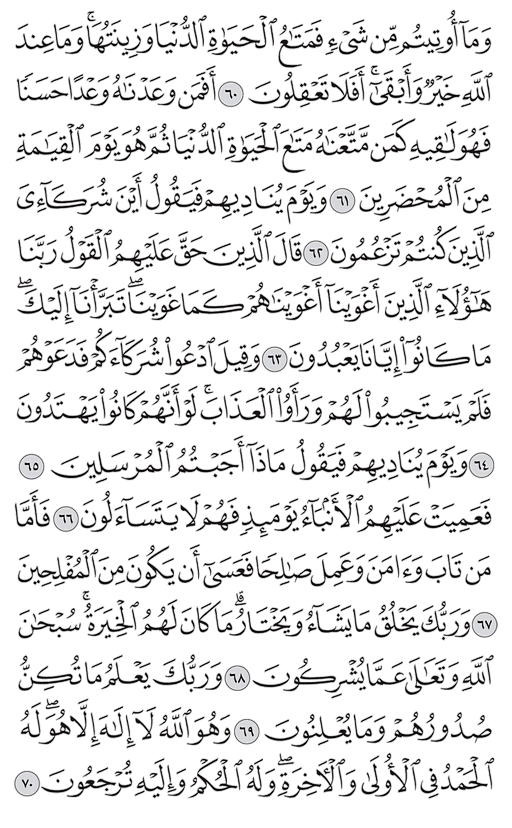 وَمَآ أُوتِيتُم مِّن شَىْءٍ فَمَتَـٰعُ ٱلْحَيَوٰةِ ٱلدُّنْيَا وَزِينَتُهَا ۚ وَمَا عِندَ
ٱللَّهِ خَيْرٌ وَأَبْقَىٰٓ ۚ أَفَلَا تَعْقِلُونَ ٦٠ أَفَمَن وَعَدْنَـٰهُ وَعْدًا حَسَنًا
فَهُوَ لَـٰقِيهِ كَمَن مَّتَّعْنَـٰهُ مَتَـٰعَ ٱلْحَيَوٰةِ ٱلدُّنْيَا ثُمَّ هُوَ يَوْمَ ٱلْقِيَـٰمَةِ
مِنَ ٱلْمُحْضَرِينَ ٦١ وَيَوْمَ يُنَادِيهِمْ فَيَقُولُ أَيْنَ شُرَكَآءِىَ
ٱلَّذِينَ كُنتُمْ تَزْعُمُونَ ٦٢ قَالَ ٱلَّذِينَ حَقَّ عَلَيْهِمُ ٱلْقَوْلُ رَبَّنَا
هَـٰٓؤُلَآءِ ٱلَّذِينَ أَغْوَيْنَآ أَغْوَيْنَـٰهُمْ كَمَا غَوَيْنَا ۖ تَبَرَّأْنَآ إِلَيْكَ ۖ
مَا كَانُوٓا۟ إِيَّانَا يَعْبُدُونَ ٦٣ وَقِيلَ ٱدْعُوا۟ شُرَكَآءَكُمْ فَدَعَوْهُمْ
فَلَمْ يَسْتَجِيبُوا۟ لَهُمْ وَرَأَوُا۟ ٱلْعَذَابَ ۚ لَوْ أَنَّهُمْ كَانُوا۟ يَهْتَدُونَ
٦٤ وَيَوْمَ يُنَادِيهِمْ فَيَقُولُ مَاذَآ أَجَبْتُمُ ٱلْمُرْسَلِينَ ٦٥
فَعَمِيَتْ عَلَيْهِمُ ٱلْأَنۢبَآءُ يَوْمَئِذٍ فَهُمْ لَا يَتَسَآءَلُونَ ٦٦ فَأَمَّا
مَن تَابَ وَءَامَنَ وَعَمِلَ صَـٰلِحًا فَعَسَىٰٓ أَن يَكُونَ مِنَ ٱلْمُفْلِحِينَ
٦٧ وَرَبُّكَ يَخْلُقُ مَا يَشَآءُ وَيَخْتَارُ ۗ مَا كَانَ لَهُمُ ٱلْخِيَرَةُ ۚ سُبْحَـٰنَ
ٱللَّهِ وَتَعَـٰلَىٰ عَمَّا يُشْرِكُونَ ٦٨ وَرَبُّكَ يَعْلَمُ مَا تُكِنُّ
صُدُورُهُمْ وَمَا يُعْلِنُونَ ٦٩ وَهُوَ ٱللَّهُ لَآ إِلَـٰهَ إِلَّا هُوَ ۖ لَهُ
ٱلْحَمْدُ فِى ٱلْأُولَىٰ وَٱلْـَٔاخِرَةِ ۖ وَلَهُ ٱلْحُكْمُ وَإِلَيْهِ تُرْجَعُونَ ٧٠